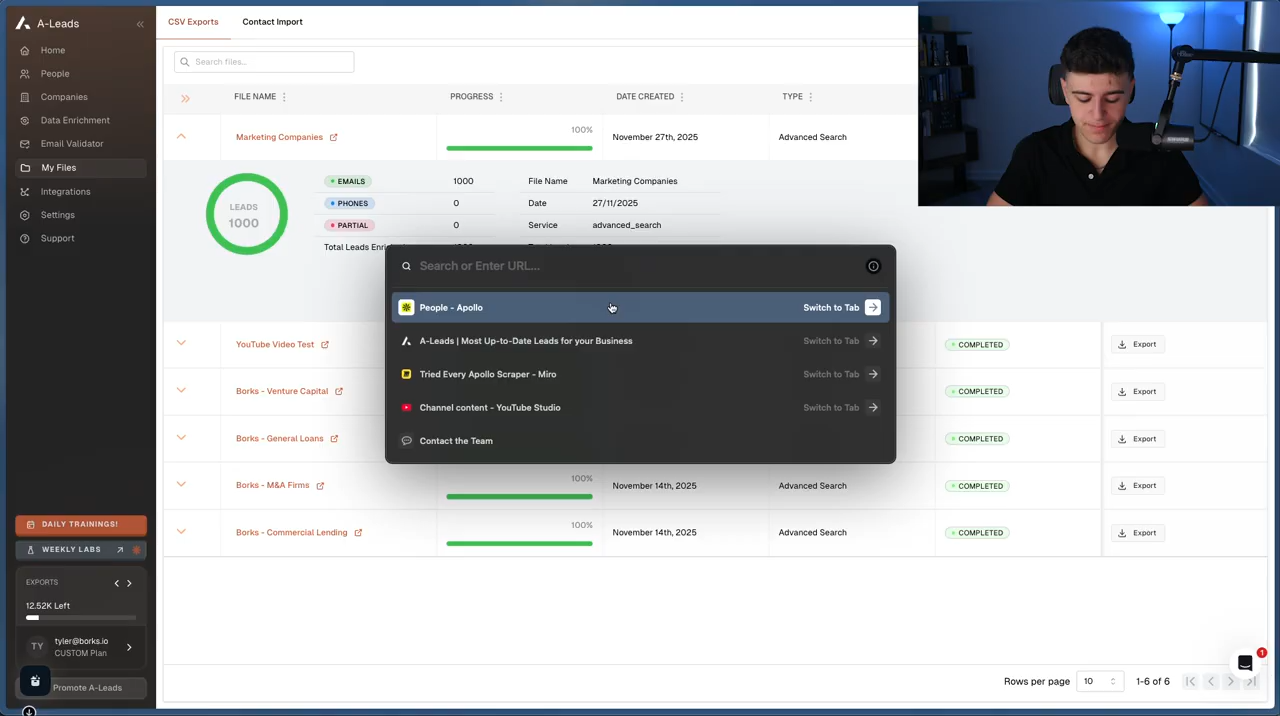 A-Leads
Home
People
Companies
Data Enrichment
Email Validator
My Files
Integrations
Settings
Support
DAILY TRAININGS!
WEEKLY LABS
EXPORTS
12.52K Left
TY
tyler@borks.io
CUSTOM Plan
Promote A-Leads
CSV Exports
Contact Import
Search files...
FILE NAME
PROGRESS
DATE CREATED
TYPE
Marketing Companies
100%
November 27th, 2025
Advanced Search
LEADS
1000
EMAILS
1000
File Name
Marketing Companies
PHONES
0
Date
27/11/2025
PARTIAL
0
Service
advanced_search
Search or Enter URL...
People - Apollo
Switch to Tab
A-Leads | Most Up-to-Date Leads for your Business
Switch to Tab
Tried Every Apollo Scraper - Miro
Switch to Tab
Channel content - YouTube Studio
Switch to Tab
Contact the Team
YouTube Video Test
COMPLETED
Export
Borks - Venture Capital
COMPLETED
Export
Borks - General Loans
COMPLETED
Export
Borks - M&A Firms
100%
November 14th, 2025
Advanced Search
COMPLETED
Export
Borks - Commercial Lending
100%
November 14th, 2025
Advanced Search
COMPLETED
Export
1
Rows per page
10
1-6 of 6